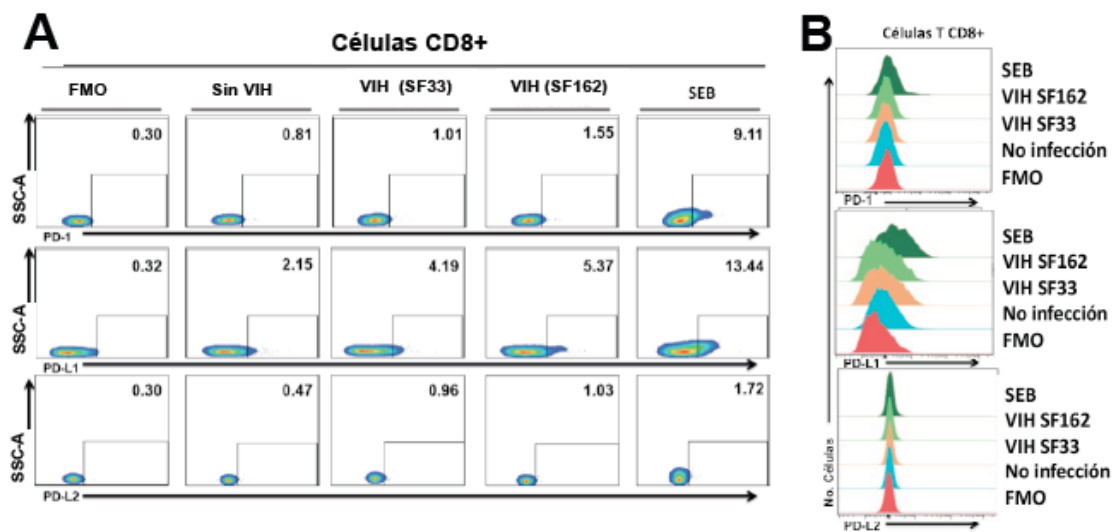 A
Células CD8+
FMO Sin VIH VIH (SF33) VIH (SF162) SEB
SSC-A 0.30 0.81 1.01 1.55 9.11
PD-1
SSC-A 0.32 2.15 4.19 5.37 13.44
PD-L1
SSC-A 0.30 0.47 0.96 1.03 1.72
PD-L2
B
Células T CD8+
SEB
VIH SF162
VIH SF33
No infección
FMO
PD-1
SEB
VIH SF162
VIH SF33
No infección
FMO
PD-L1
SEB
VIH SF162
VIH SF33
No infección
FMO
No. Células
PD-L2